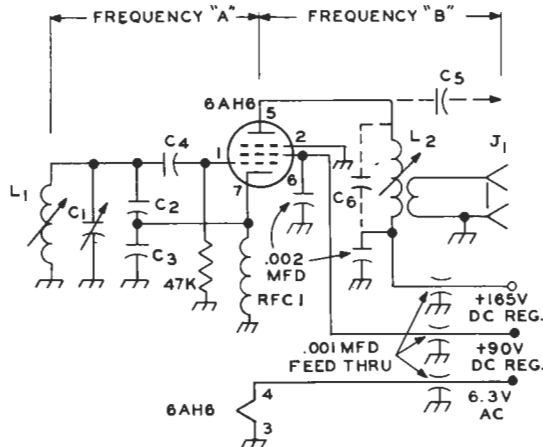 FREQUENCY "A" FREQUENCY "B"
C5
6AH6 5
L2
J1
C4 1 2
L1 7 6
C1 C2 C6
C3
47K RFC1 .002 MFD
+165V DC REG.
.001 MFD FEED THRU
+90V DC REG.
6.3V AC
6AH6 4
3